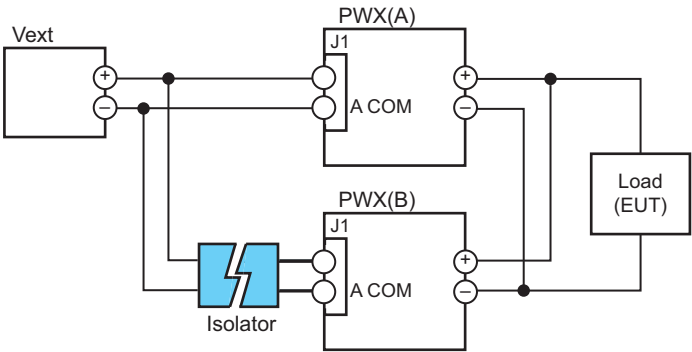 PWX(A)
Vext
J1
+
–
+
–
A COM
Load
(EUT)
PWX(B)
J1
+
–
A COM
Isolator